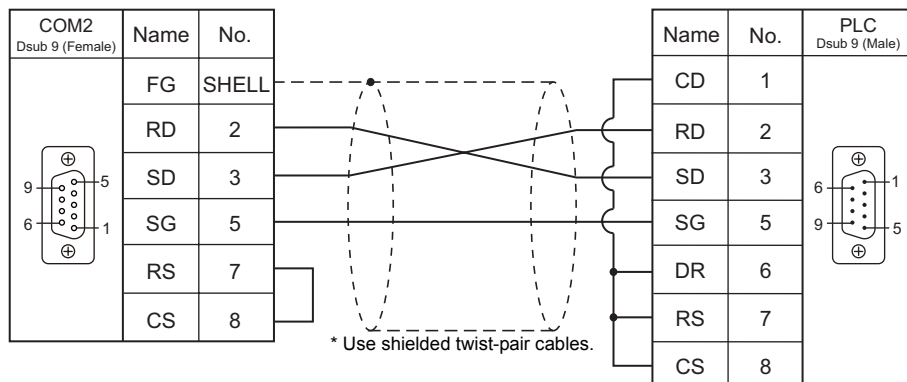 COM2
Dsub 9 (Female)
Name No.
FG SHELL
RD 2
SD 3
SG 5
RS 7
CS 8
9 5
6 1
* Use shielded twist-pair cables.
Name No.
PLC
Dsub 9 (Male)
CD 1
RD 2
SD 3
SG 5
DR 6
RS 7
CS 8
6 1
9 5